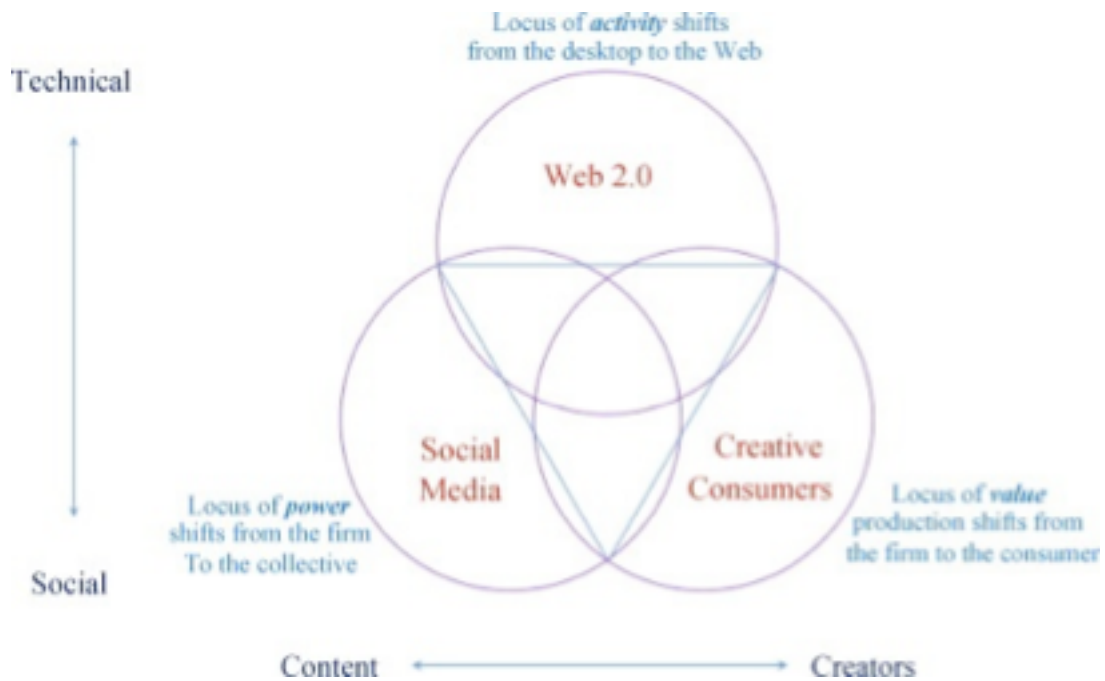 Locus of activity shifts
from the desktop to the Web
Technical
Web 2.0
Social
Media
Creative
Consumers
Locus of power
shifts from the firm
To the collective
Locus of value
production shifts from
the firm to the consumer
Social
Content
Creators